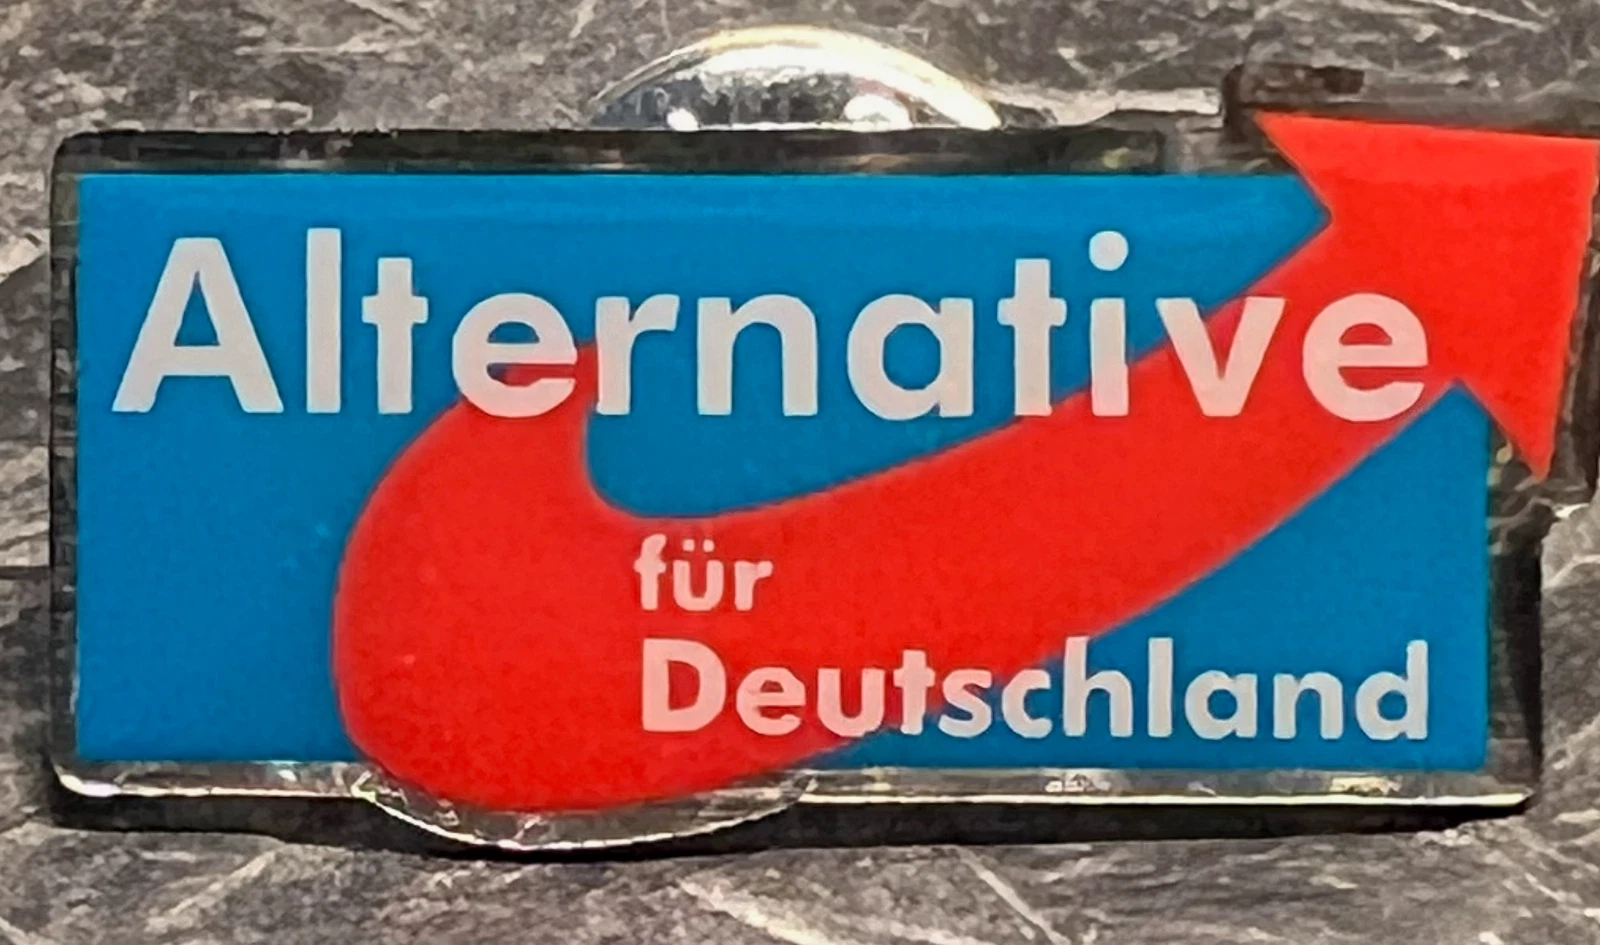 Alternative
für
Deutschland